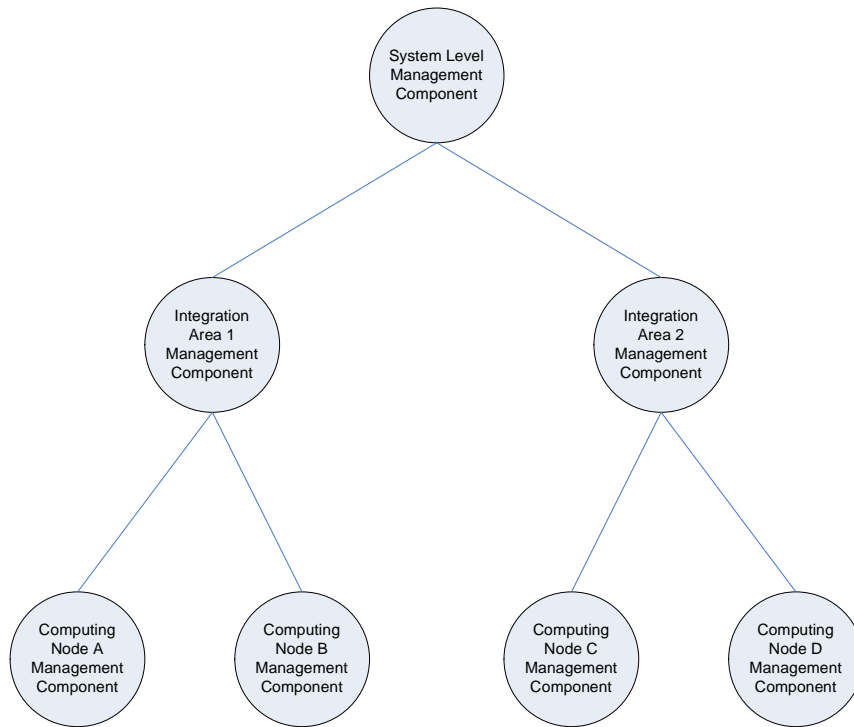 System Level
Management
Component
Integration
Area 1
Management
Component
Integration
Area 2
Management
Component
Computing
Node A
Management
Component
Computing
Node B
Management
Component
Computing
Node C
Management
Component
Computing
Node D
Management
Component